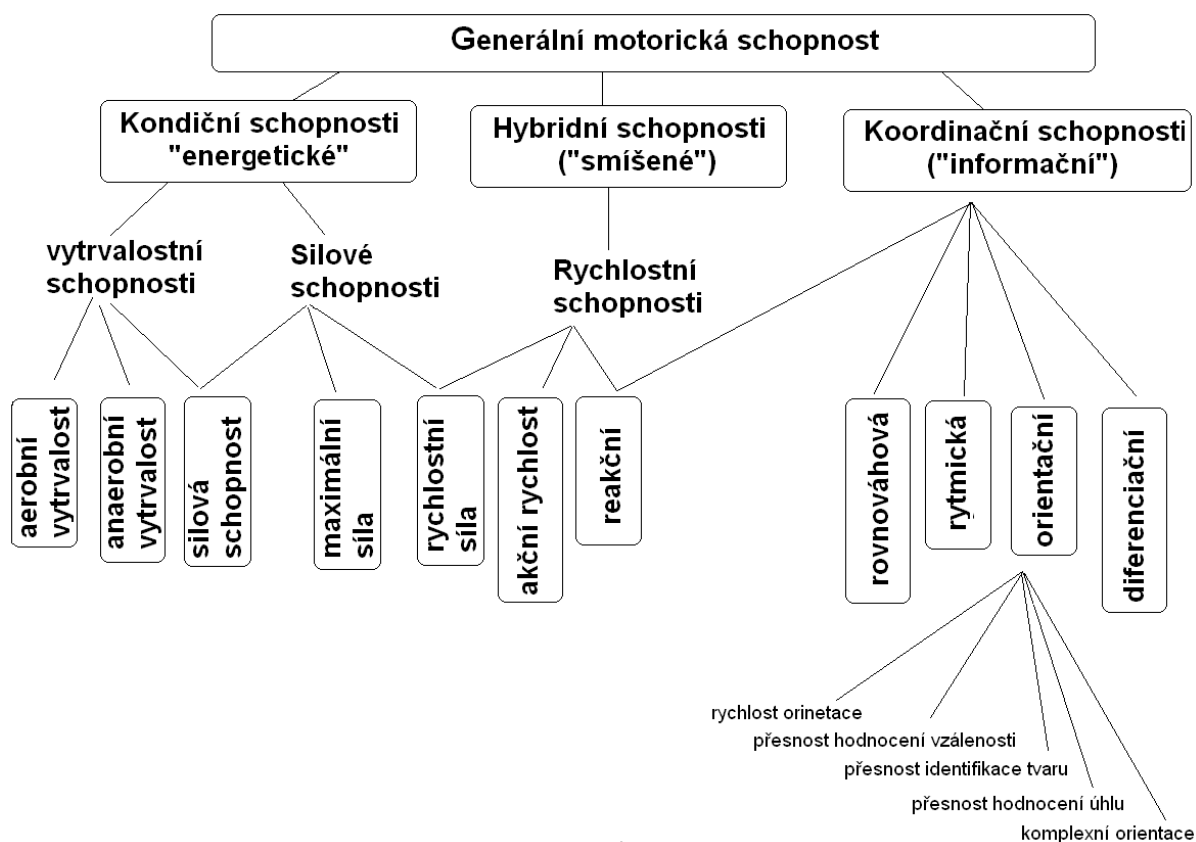 Generální motorická schopnost
Kondiční schopnosti
"energetické"
Hybridní schopnosti
("smíšené")
Koordinační schopnosti
("informační")
vytrvalostní
schopnosti
Silové
schopnosti
Rychlostní
schopnosti
aerobní
vytrvalost
anaerobní
vytrvalost
silová
schopnost
maximální
síla
rychlostní
síla
akční rychlost
reakční
rovnováhová
rytmická
orientační
diferenciační
rychlost orinetace
přesnost hodnocení vzálenosti
přesnost identifikace tvaru
přesnost hodnocení úhlu
komplexní orientace